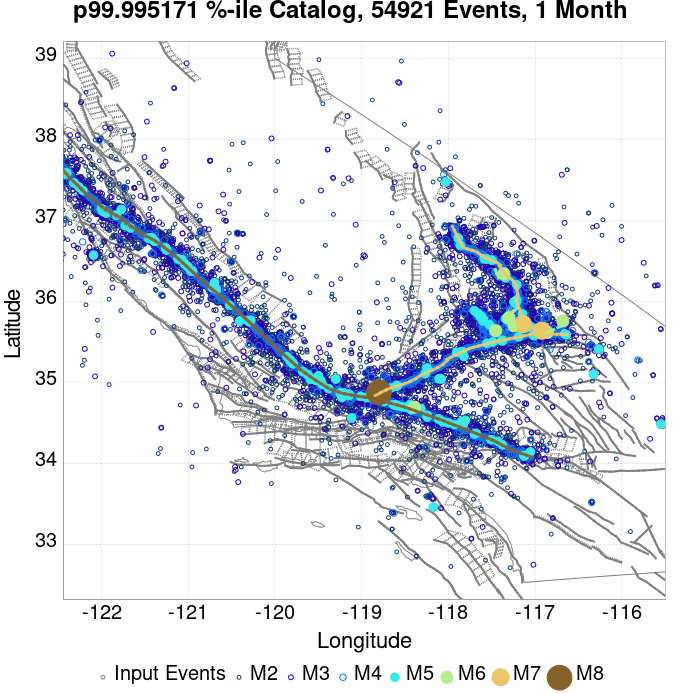 p99.995171 %-ile Catalog, 54921 Events, 1 Month
39
38
37
36
35
34
33
Latitude
-122 -121 -120 -119 -118 -117 -116
Longitude
Input Events M2 M3 M4 M5 M6 M7 M8